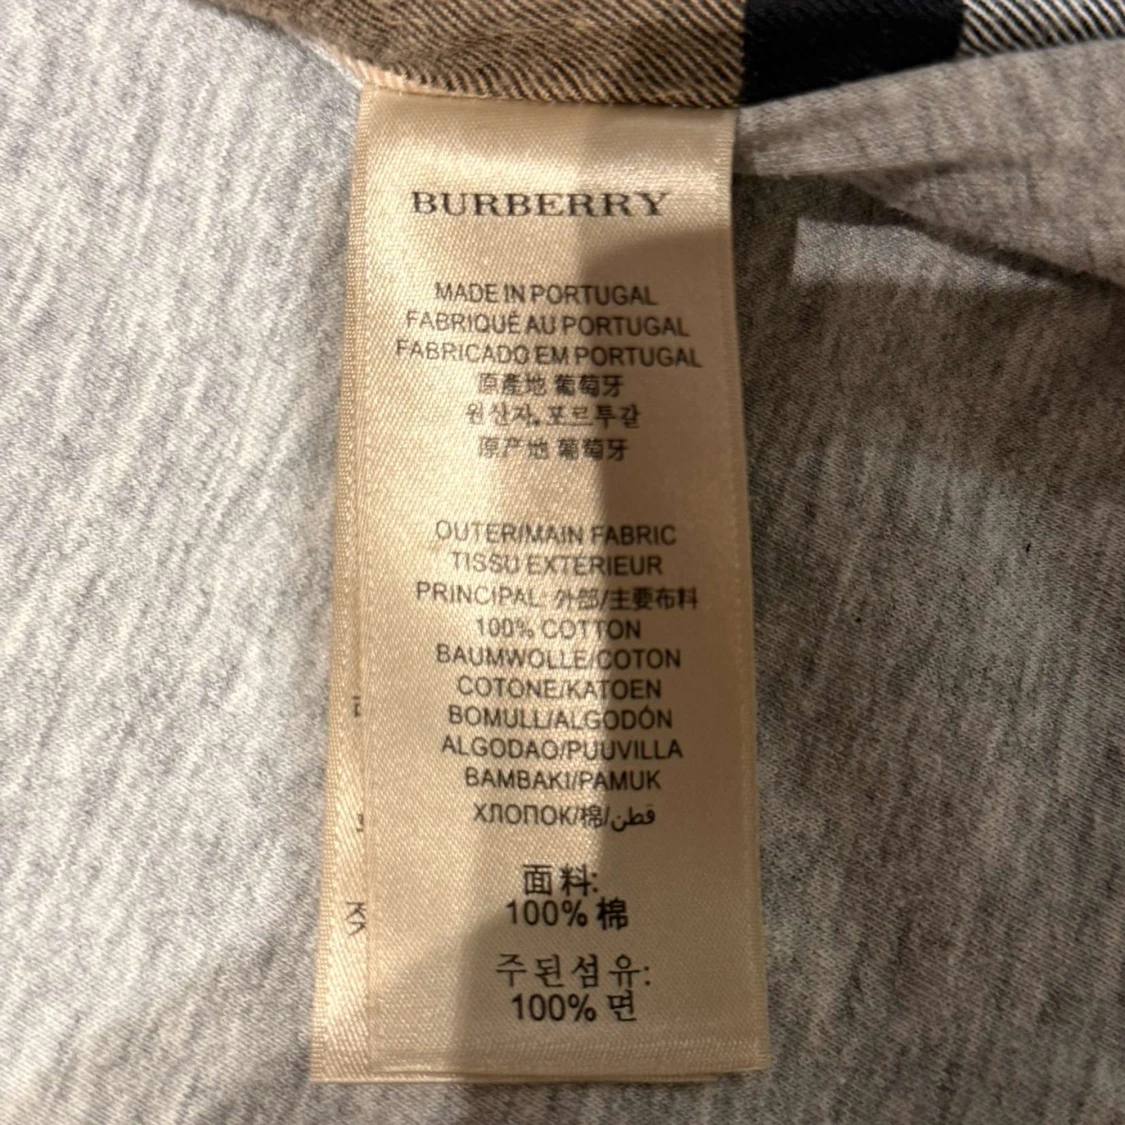 BURBERRY
MADE IN PORTUGAL
FABRIQUÉ AU PORTUGAL
FABRICADO EM PORTUGAL
原產地 葡萄牙
원산지. 포르투갈
原产地 葡萄牙
OUTER/MAIN FABRIC
TISSU EXTERIEUR
PRINCIPAL 外部/主要布料
100% COTTON
BAUMWOLLE/COTON
COTONE/KATOEN
BOMULL/ALGODÓN
ALGODAO/PUUVILLA
BAMBAKI/PAMUK
ХЛОПОК/棉/قطن
面料:
100% 棉
주된섬유:
100% 면